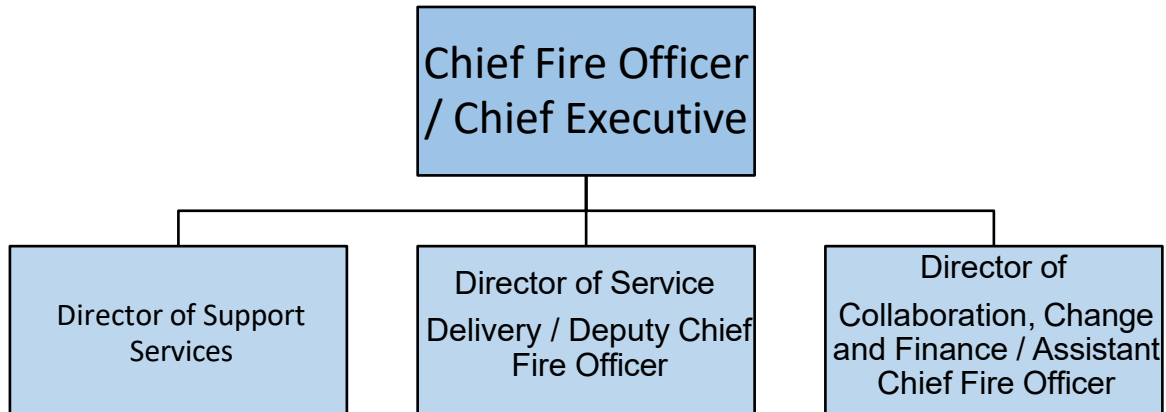 Chief Fire Officer
/ Chief Executive
Director of Support
Services
Director of Service
Delivery / Deputy Chief
Fire Officer
Director of
Collaboration, Change
and Finance / Assistant
Chief Fire Officer